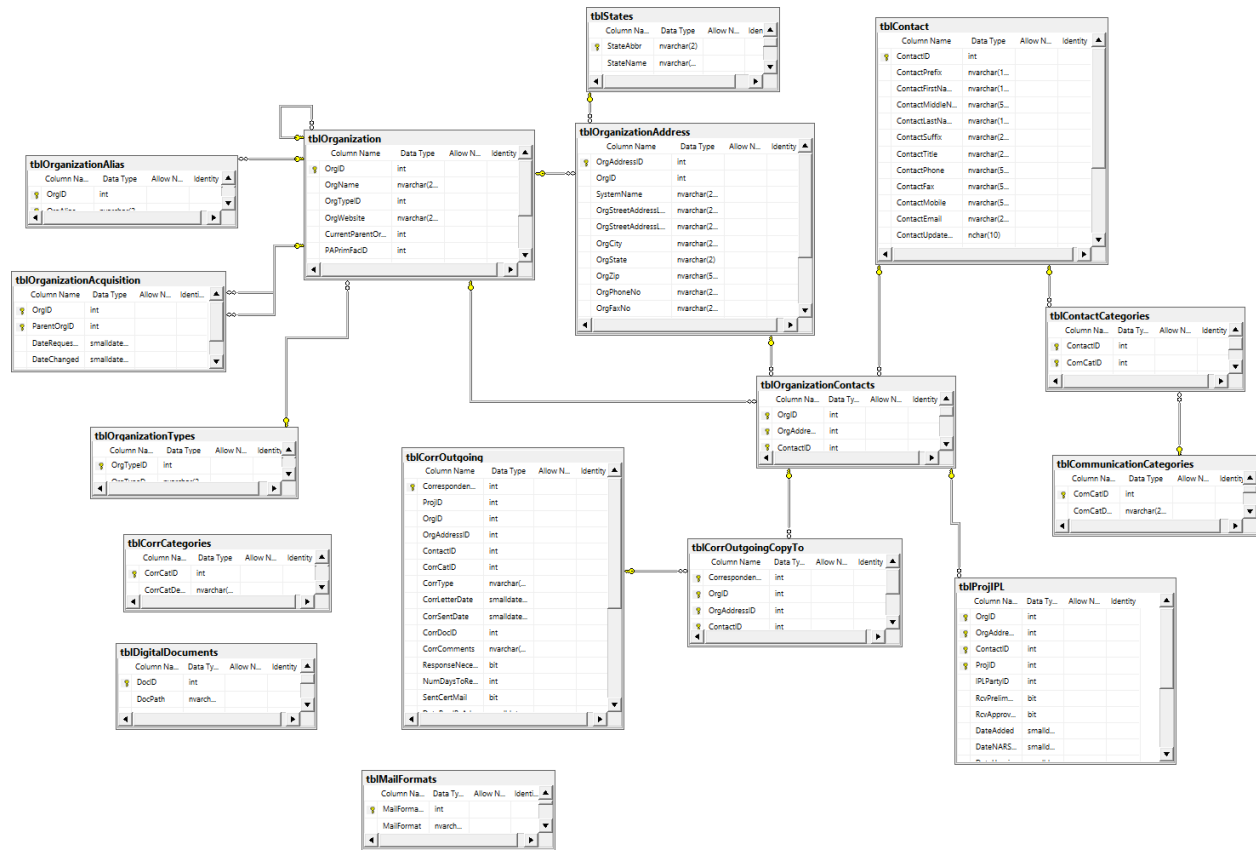 tblStates
Column Na... Data Type Allow N... Iden
StateAbbr nvarchar(2)
StateName nvarchar(...
tblContact
Column Name Data Type Allow N... Identity
ContactID int
ContactPrefix nvarchar(1...
ContactFirstNa... nvarchar(1...
ContactMiddleN... nvarchar(5...
ContactLastNa... nvarchar(1...
ContactSuffix nvarchar(2...
ContactTitle nvarchar(2...
ContactPhone nvarchar(5...
ContactFax nvarchar(5...
ContactMobile nvarchar(5...
ContactEmail nvarchar(2...
ContactUpdate... nchar(10)
tblOrganization
Column Name Data Type Allow N... Identity
OrgID int
OrgName nvarchar(2...
OrgTypeID int
OrgWebsite nvarchar(2...
CurrentParentOr... int
PAPrimFacID int
tblOrganizationAddress
Column Name Data Type Allow N... Identity
OrgAddressID int
OrgID int
SystemName nvarchar(2...
OrgStreetAddressL... nvarchar(2...
OrgStreetAddressL... nvarchar(2...
OrgCity nvarchar(2...
OrgState nvarchar(2)
OrgZip nvarchar(5...
OrgPhoneNo nvarchar(2...
OrgFaxNo nvarchar(2...
tblOrganizationAlias
Column Na... Data Type Allow N... Identity
OrgID int
OrgAlias nvarchar(2...
tblOrganizationAcquisition
Column Name Data Type Allow N... Identi...
OrgID int
ParentOrgID int
DateReques... smalldate...
DateChanged smalldate...
tblContactCategories
Column Na... Data Type Allow N... Identity
ContactID int
ComCatID int
tblOrganizationContacts
Column Na... Data Ty... Allow N... Identity
OrgID int
OrgAddre... int
ContactID int
tblOrganizationTypes
Column Na... Data Type Allow N... Identity
OrgTypeID int
tblCorrOutgoing
Column Name Data Type Allow N... Identity
Corresponden... int
ProjID int
OrgID int
OrgAddressID int
ContactID int
CorrCatID int
CorrType nvarchar(...
CorrLetterDate smalldate...
CorrSentDate smalldate...
CorrDocID int
CorrComments nvarchar(...
ResponseNece... bit
NumDaysToRe... int
SentCertMail bit
tblCommunicationCategories
Column Na... Data Type Allow N... Identity
ComCatID int
ComCatD... nvarchar(2...
tblCorrCategories
Column Na... Data Type Allow N... Identity
CorrCatID int
CorrCatDe... nvarchar(...
tblCorrOutgoingCopyTo
Column Name Data Ty... Allow N... Identity
Corresponden... int
OrgID int
OrgAddressID int
ContactID int
tblProjIPL
Column Na... Data Ty... Allow N... Identity
OrgID int
OrgAddre... int
ContactID int
ProjID int
IPLPartyID int
RcvPrelim... bit
RcvApprov... bit
DateAdded smalld...
DateNARS... smalld...
tblDigitalDocuments
Column Na... Data Ty... Allow N... Identity
DocID int
DocPath nvarch...
tblMailFormats
Column Na... Data Ty... Allow N... Identi...
MailForma... int
MailFormat nvarch...